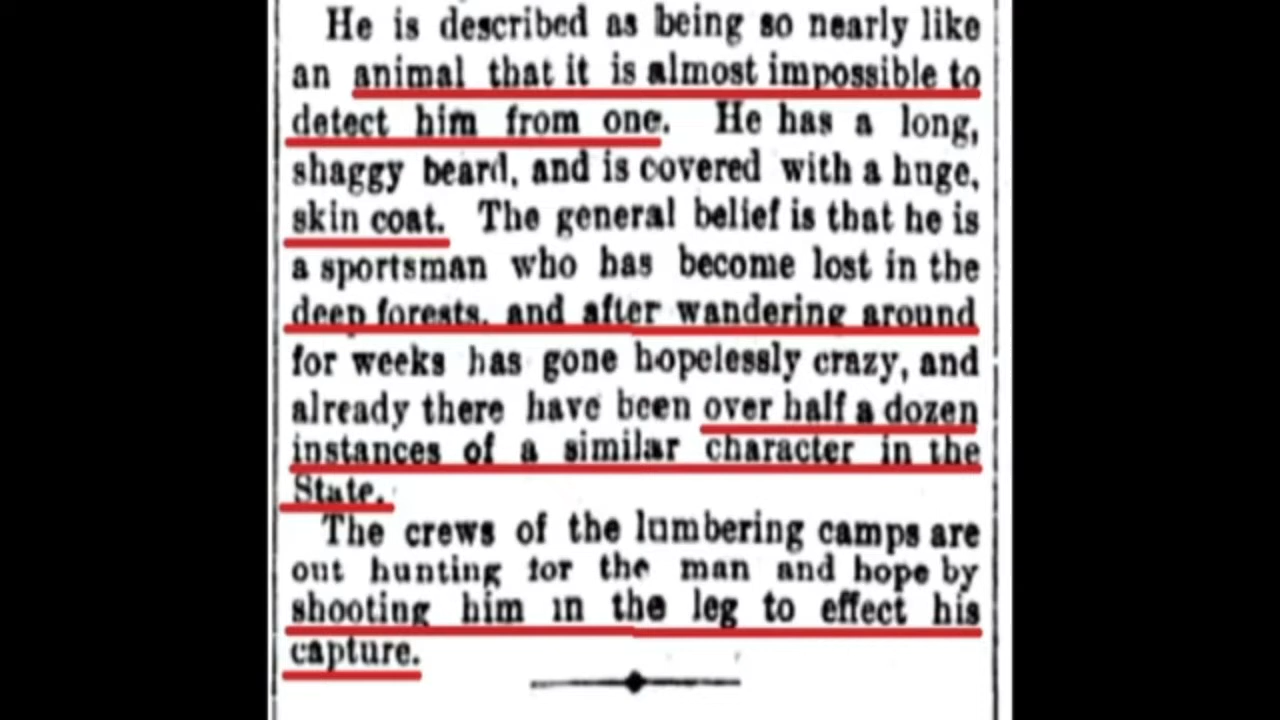 He is described as being so nearly like
an animal that it is almost impossible to
detect him from one. He has a long,
shaggy beard, and is covered with a huge,
skin coat. The general belief is that he is
a sportsman who has become lost in the
deep forests, and after wandering around
for weeks has gone hopelessly crazy, and
already there have been over half a dozen
instances of a similar character in the
State.
The crews of the lumbering camps are
out hunting for the man and hope by
shooting him in the leg to effect his
capture.